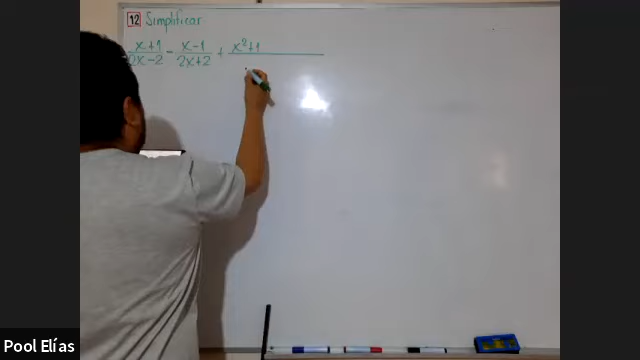 12 Simplificar
x+1 / 2x-2 - x-1 / 2x+2 + x²+1
Pool Elías